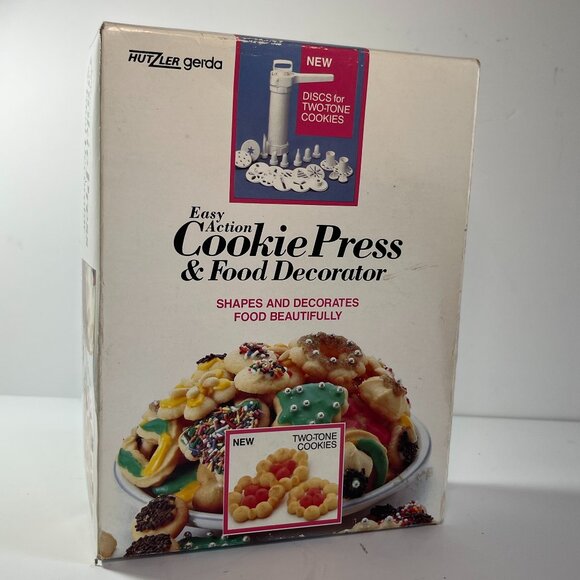 HUTZLER gerda
NEW
DISCS for
TWO-TONE
COOKIES
Easy
Action
Cookie Press
& Food Decorator
SHAPES AND DECORATES
FOOD BEAUTIFULLY
NEW
TWO-TONE
COOKIES